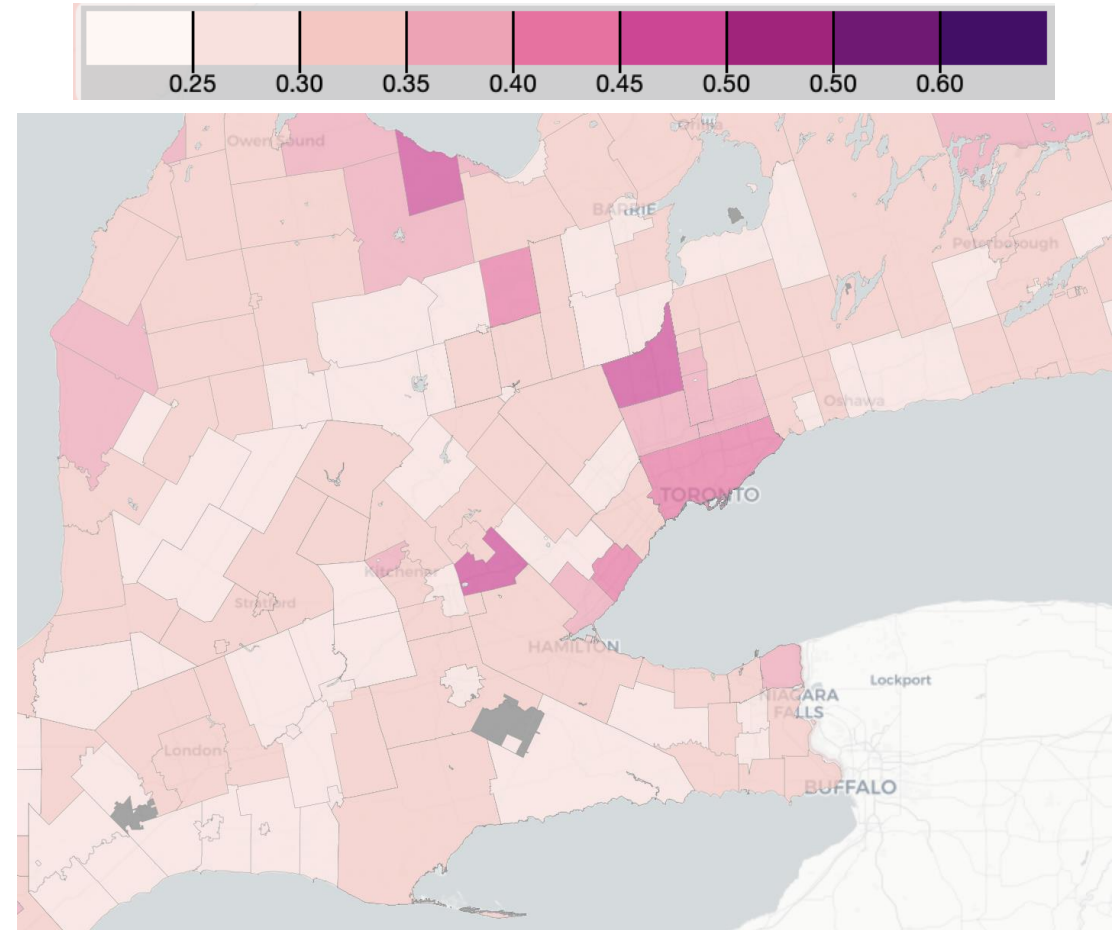 0.25 0.30 0.35 0.40 0.45 0.50 0.50 0.60
Orillia
Owen Sound
BARRIE
Peterborough
Oshawa
TORONTO
Kitchener
Stratford
HAMILTON
Lockport
NIAGARA
FALLS
London
BUFFALO